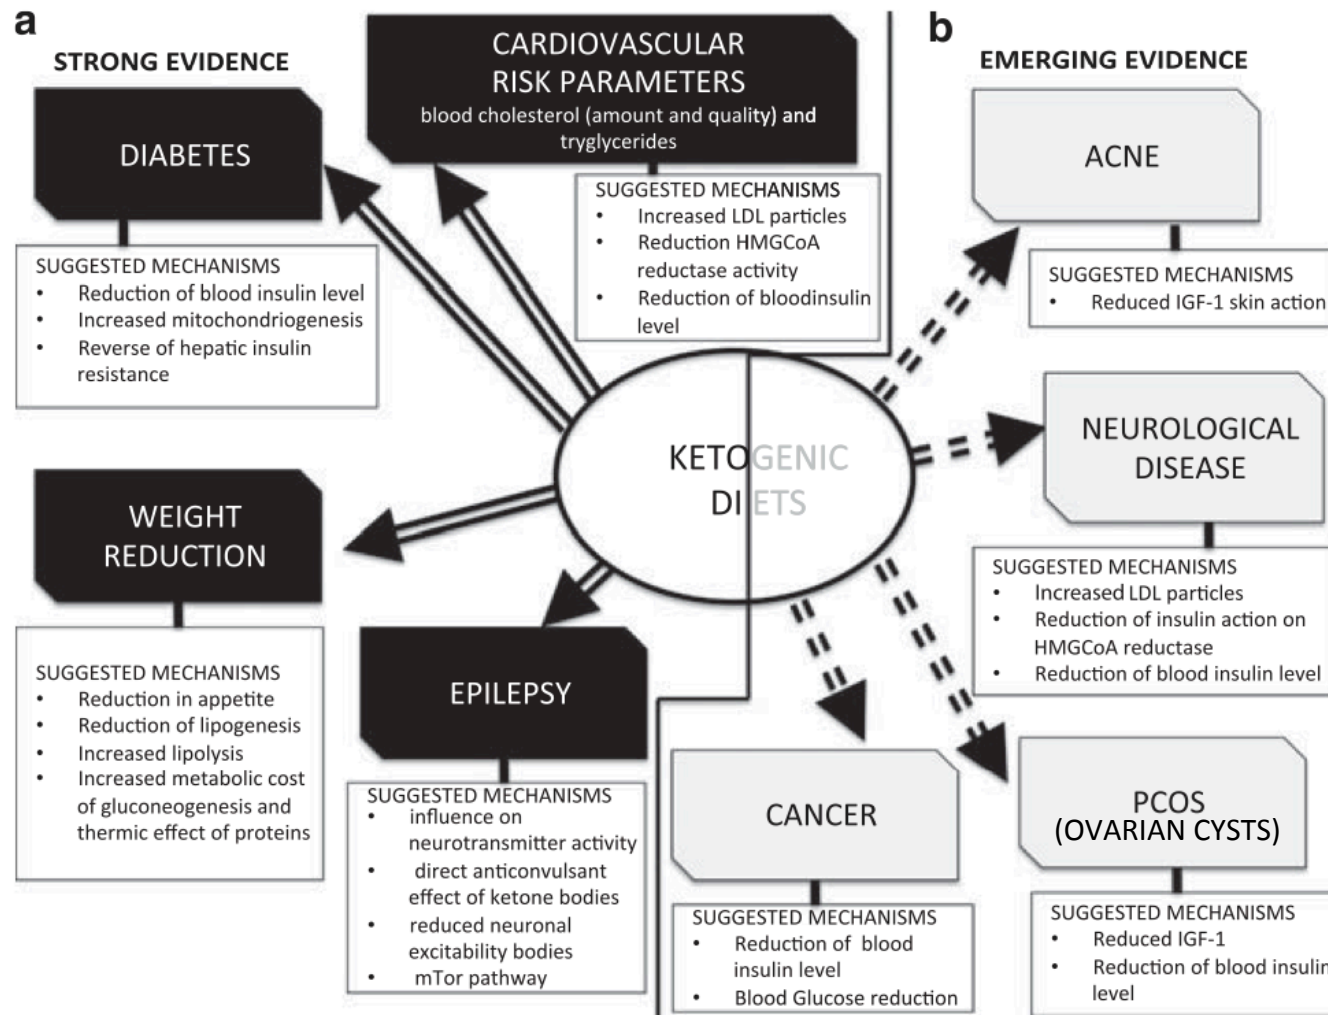 a
STRONG EVIDENCE
DIABETES
SUGGESTED MECHANISMS
• Reduction of blood insulin level
• Increased mitochondriogenesis
• Reverse of hepatic insulin
resistance
CARDIOVASCULAR
RISK PARAMETERS
blood cholesterol (amount and quality) and
tryglycerides
SUGGESTED MECHANISMS
• Increased LDL particles
• Reduction HMGCoA
reductase activity
• Reduction of bloodinsulin
level
WEIGHT
REDUCTION
SUGGESTED MECHANISMS
• Reduction in appetite
• Reduction of lipogenesis
• Increased lipolysis
• Increased metabolic cost
of gluconeogenesis and
thermic effect of proteins
EPILEPSY
SUGGESTED MECHANISMS
• influence on
neurotransmitter activity
• direct anticonvulsant
effect of ketone bodies
• reduced neuronal
excitability bodies
• mTor pathway
KETOGENIC
DIETS
b
EMERGING EVIDENCE
ACNE
SUGGESTED MECHANISMS
• Reduced IGF-1 skin action
NEUROLOGICAL
DISEASE
SUGGESTED MECHANISMS
• Increased LDL particles
• Reduction of insulin action on
HMGCoA reductase
• Reduction of blood insulin level
CANCER
SUGGESTED MECHANISMS
• Reduction of blood
insulin level
• Blood Glucose reduction
PCOS
(OVARIAN CYSTS)
SUGGESTED MECHANISMS
• Reduced IGF-1
• Reduction of blood insulin
level